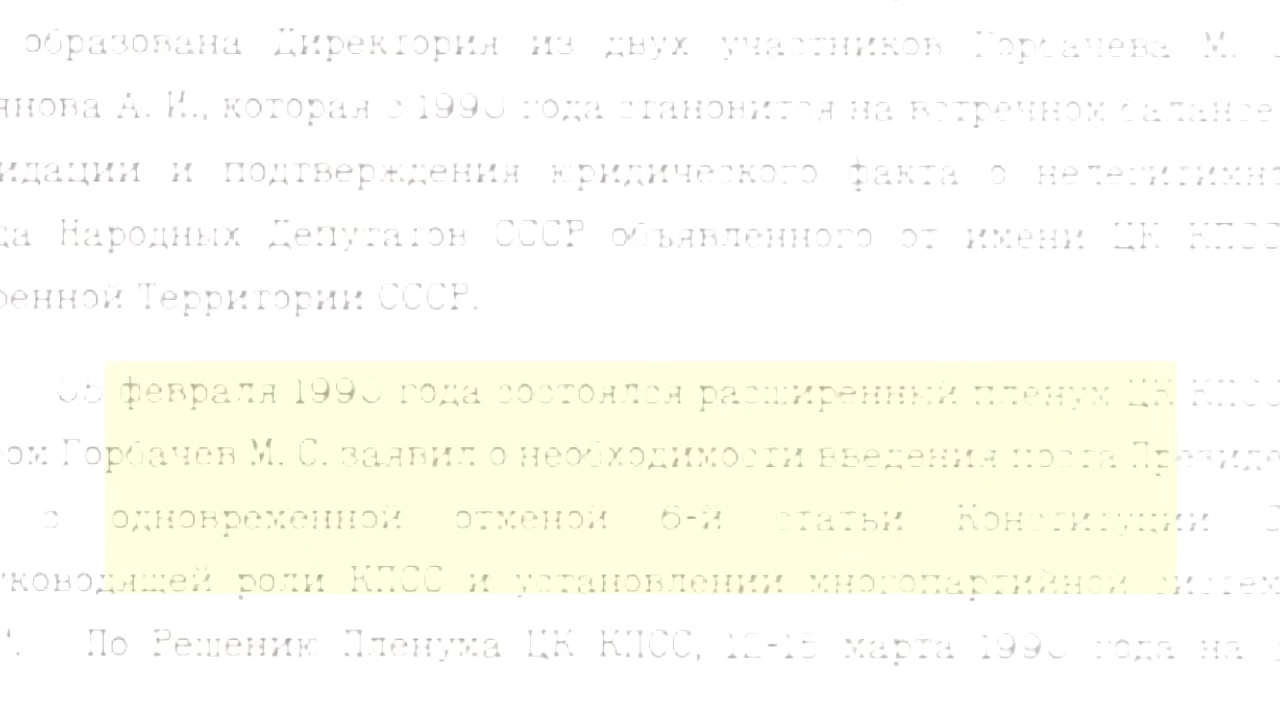 образована Директория из двух участников Горбачева М.
янова А. И., которая с 1990 года становится на встречном балансе
идации и подтверждения юридического факта о нелегитимно
да Народных Депутатов СССР объявленного от имени ЦК КПСС
ренной Территории СССР.
февраля 1990 года состоялся расширенный пленум ЦК КПСС
ром Горбачев М. С. заявил о необходимости введения поста Президе
с одновременной отменой 6-й статьи Конституции
уководящей роли КПСС и установлении многопартийной систем
". По Решению Пленума ЦК КПСС, 12-15 марта 1990 года на